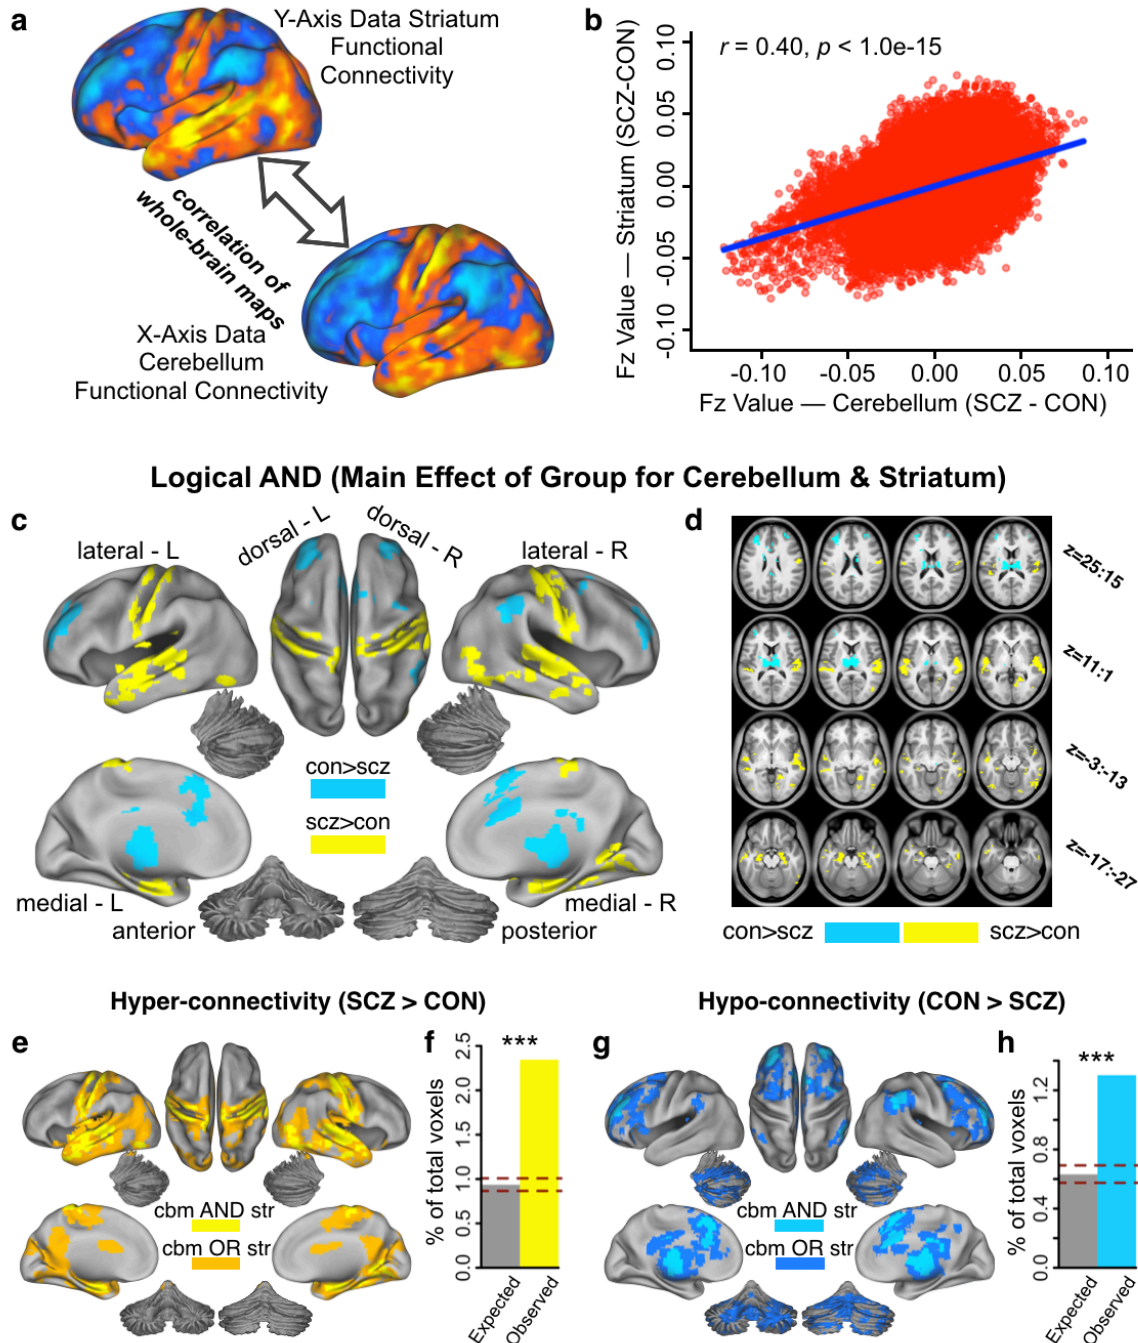 a
Y-Axis Data Striatum
Functional
Connectivity
correlation of
whole-brain maps
X-Axis Data
Cerebellum
Functional Connectivity
b
r = 0.40, p < 1.0e-15
Fz Value — Striatum (SCZ-CON)
0.10
0.05
0.00
-0.05
-0.10
-0.10
-0.05
0.00
0.05
0.10
Fz Value — Cerebellum (SCZ - CON)
Logical AND (Main Effect of Group for Cerebellum & Striatum)
c
lateral - L
dorsal - L
dorsal - R
lateral - R
con>scz
scz>con
medial - L
anterior
posterior
medial - R
d
z=25:15
z=11:1
z=-3:-13
z=-17:-27
con>scz
scz>con
Hyper-connectivity (SCZ > CON)
e
cbm AND str
cbm OR str
f
***
% of total voxels
2.5
2.0
1.5
1.0
0.5
0.0
Expected
Observed
Hypo-connectivity (CON > SCZ)
g
cbm AND str
cbm OR str
h
***
% of total voxels
1.2
0.8
0.4
0.0
Expected
Observed